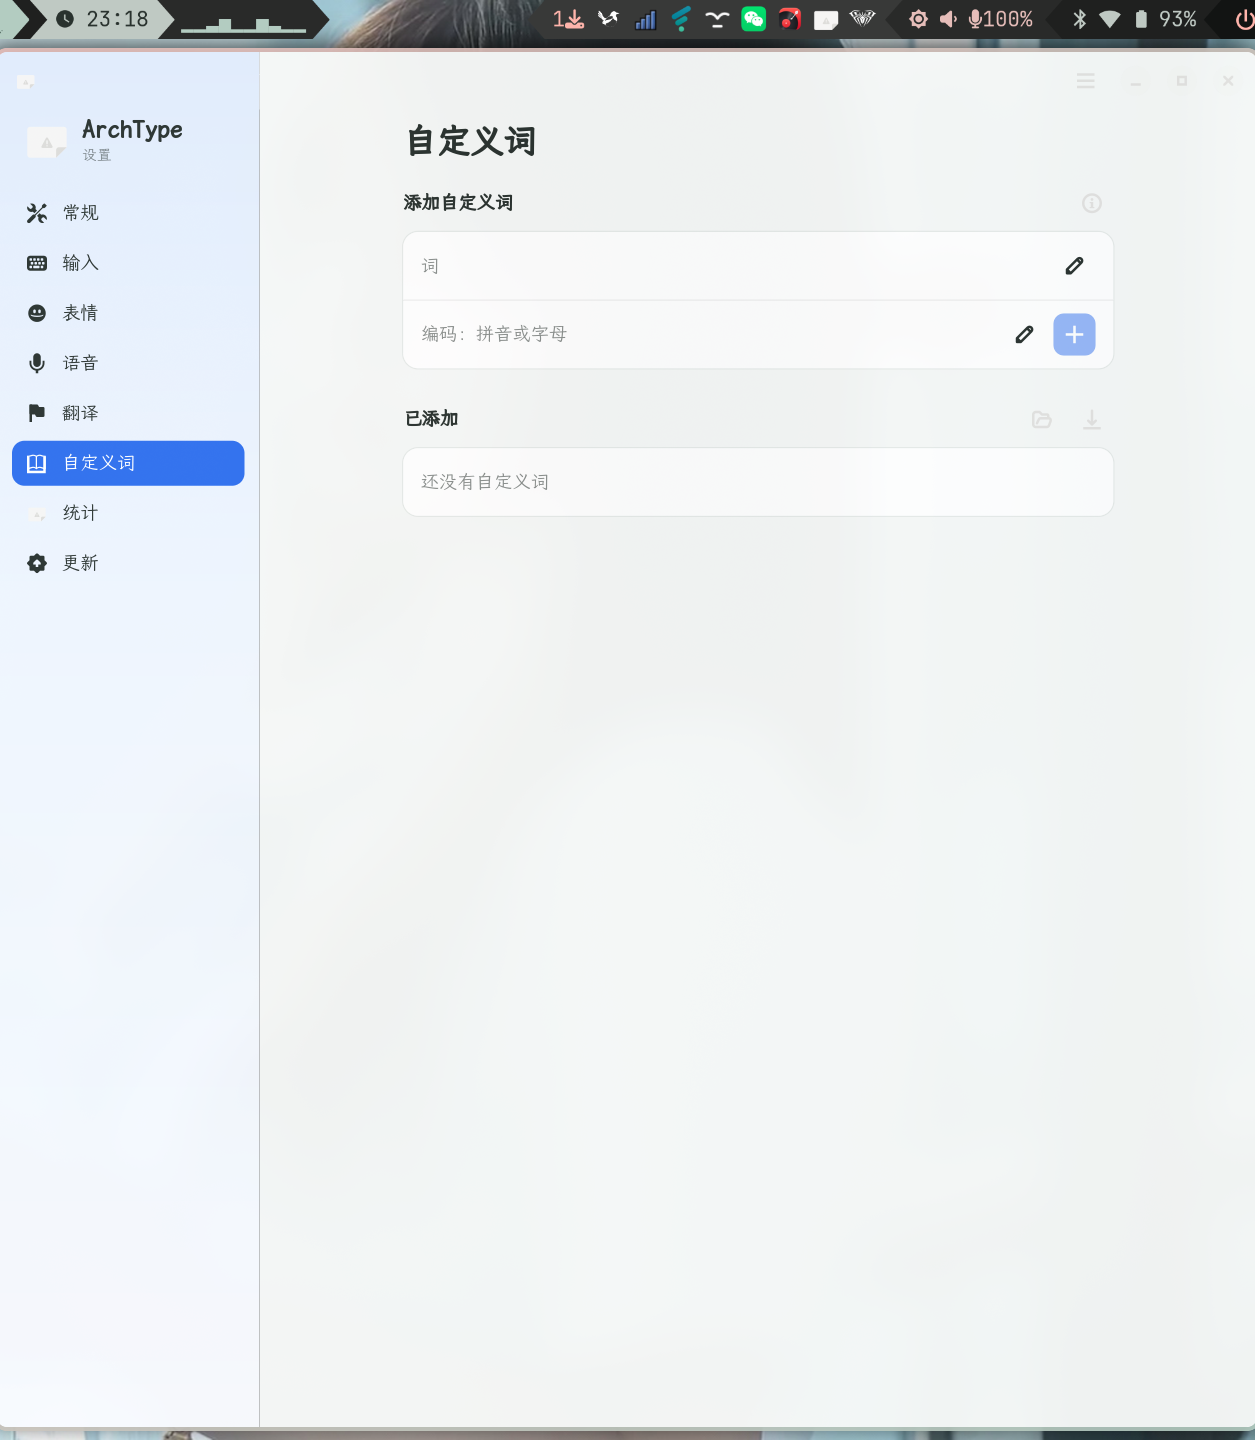 23:18
1
100%
93%
ArchType
设置
常规
输入
表情
语音
翻译
自定义词
统计
更新
自定义词
添加自定义词
词
编码：拼音或字母
已添加
还没有自定义词